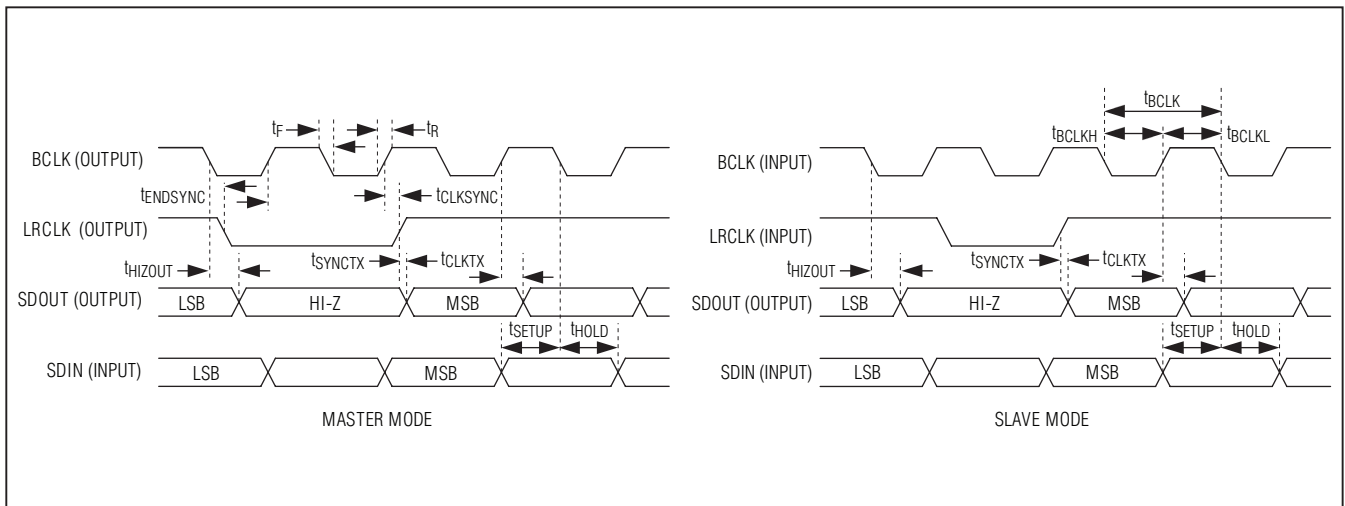 tF
tR
BCLK (OUTPUT)
tENDSYNC
tCLKSYNC
LRCLK (OUTPUT)
tHIZOUT
tSYNCTX
tCLKTX
SDOUT (OUTPUT)
LSB
HI-Z
MSB
tSETUP
tHOLD
SDIN (INPUT)
LSB
MSB
MASTER MODE
tBCLK
tBCLKH
tBCLKL
BCLK (INPUT)
LRCLK (INPUT)
tHIZOUT
tSYNCTX
tCLKTX
SDOUT (OUTPUT)
LSB
HI-Z
MSB
tSETUP
tHOLD
SDIN (INPUT)
LSB
MSB
SLAVE MODE